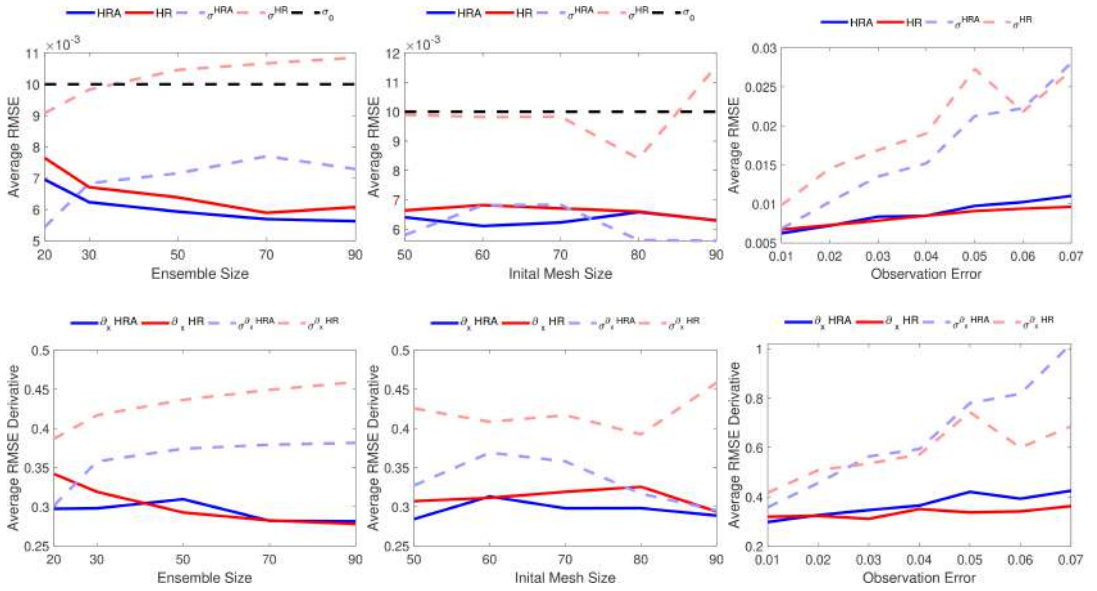 HRA HR σ^HRA σ^HR σ_o
×10^-3
11
10
9
8
7
6
5
20 30 50 70 90
Average RMSE
Ensemble Size
HRA HR σ^HRA σ^HR σ_o
×10^-3
12
11
10
9
8
7
6
50 60 70 80 90
Average RMSE
Inital Mesh Size
HRA HR σ^HRA σ^HR
0.03
0.025
0.02
0.015
0.01
0.005
0.01 0.02 0.03 0.04 0.05 0.06 0.07
Average RMSE
Observation Error
∂_x HRA ∂_x HR σ^∂_x HRA σ^∂_x HR
0.5
0.45
0.4
0.35
0.3
0.25
20 30 50 70 90
Average RMSE Derivative
Ensemble Size
∂_x HRA ∂_x HR σ^∂_x HRA σ^∂_x HR
0.5
0.45
0.4
0.35
0.3
0.25
50 60 70 80 90
Average RMSE Derivative
Inital Mesh Size
∂_x HRA ∂_x HR σ^∂_x HRA σ^∂_x HR
1
0.8
0.6
0.4
0.2
0.01 0.02 0.03 0.04 0.05 0.06 0.07
Average RMSE Derivative
Observation Error